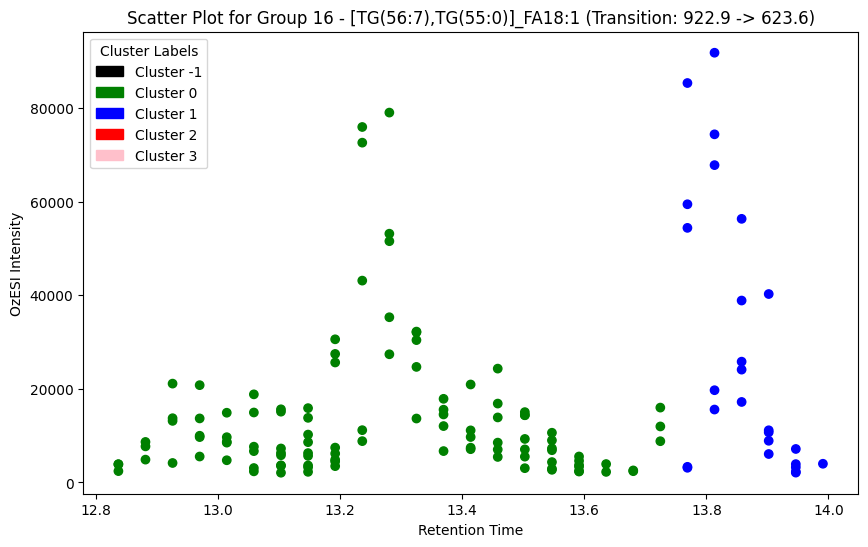 Scatter Plot for Group 16 - [TG(56:7),TG(55:0)]_FA18:1 (Transition: 922.9 -> 623.6)
Cluster Labels
Cluster -1
Cluster 0
Cluster 1
Cluster 2
Cluster 3
OzESI Intensity
80000
60000
40000
20000
0
12.8 13.0 13.2 13.4 13.6 13.8 14.0
Retention Time